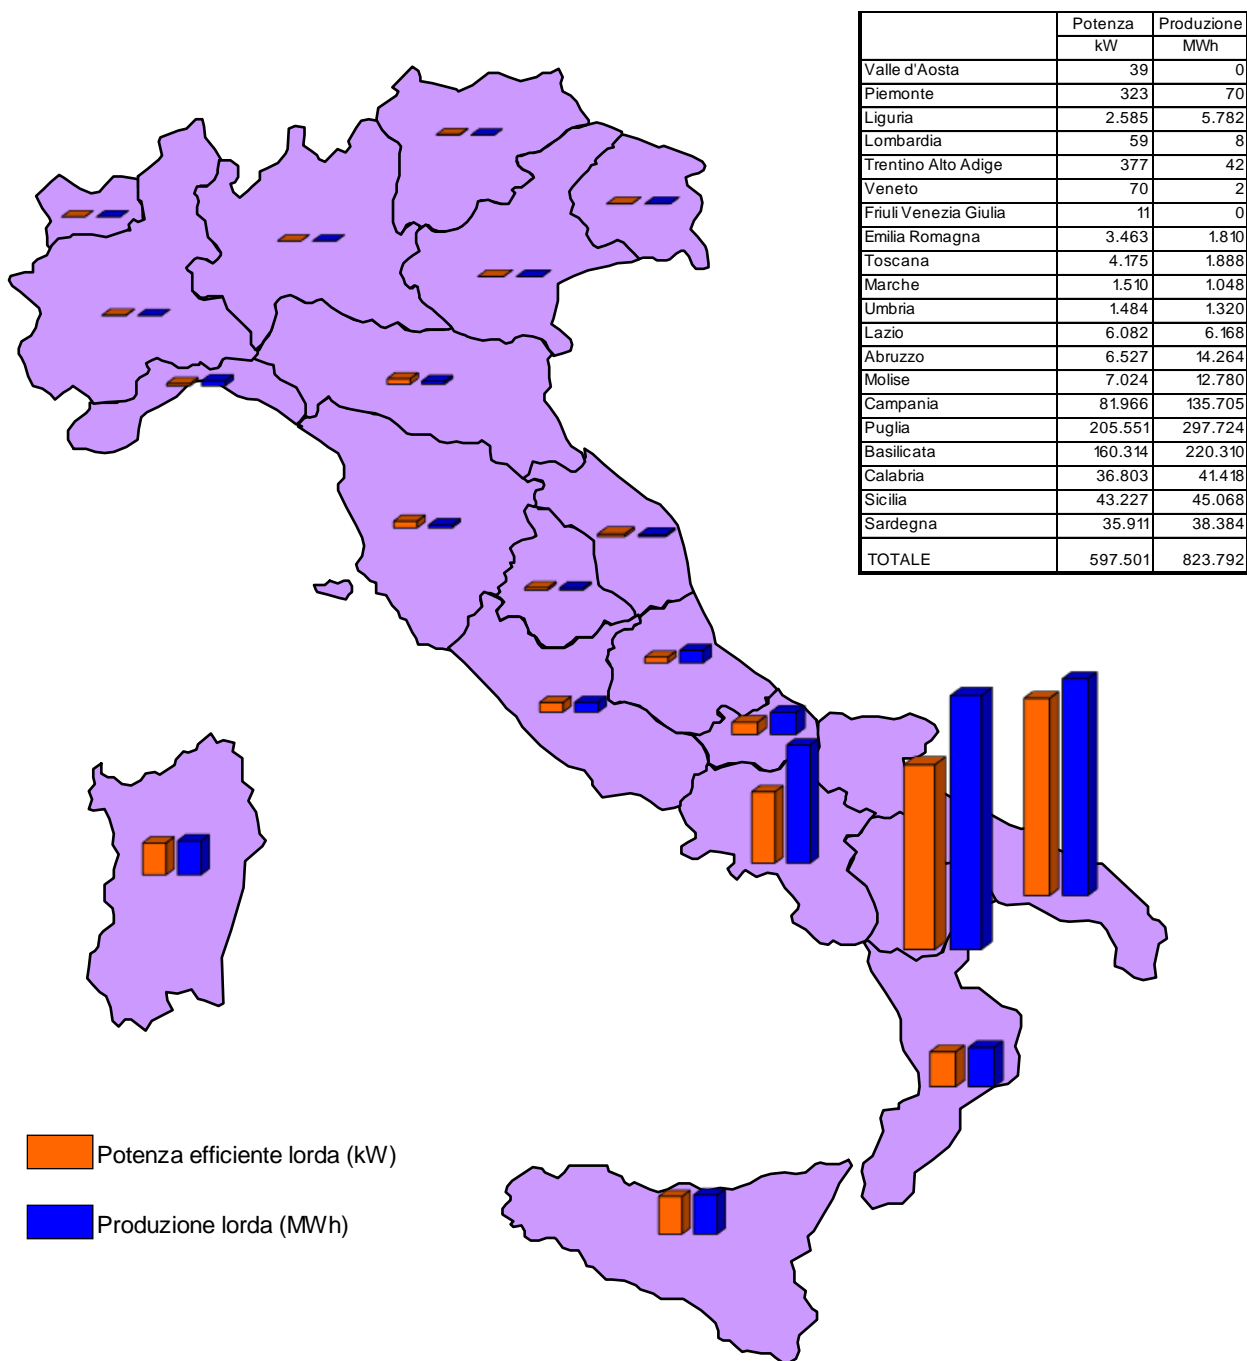 Potenza Produzione
kW MWh
Valle d'Aosta 39 0
Piemonte 323 70
Liguria 2.585 5.782
Lombardia 59 8
Trentino Alto Adige 377 42
Veneto 70 2
Friuli Venezia Giulia 11 0
Emilia Romagna 3.463 1.810
Toscana 4.175 1.888
Marche 1.510 1.048
Umbria 1.484 1.320
Lazio 6.082 6.168
Abruzzo 6.527 14.264
Molise 7.024 12.780
Campania 81.966 135.705
Puglia 205.551 297.724
Basilicata 160.314 220.310
Calabria 36.803 41.418
Sicilia 43.227 45.068
Sardegna 35.911 38.384
TOTALE 597.501 823.792
Potenza efficiente lorda (kW)
Produzione lorda (MWh)